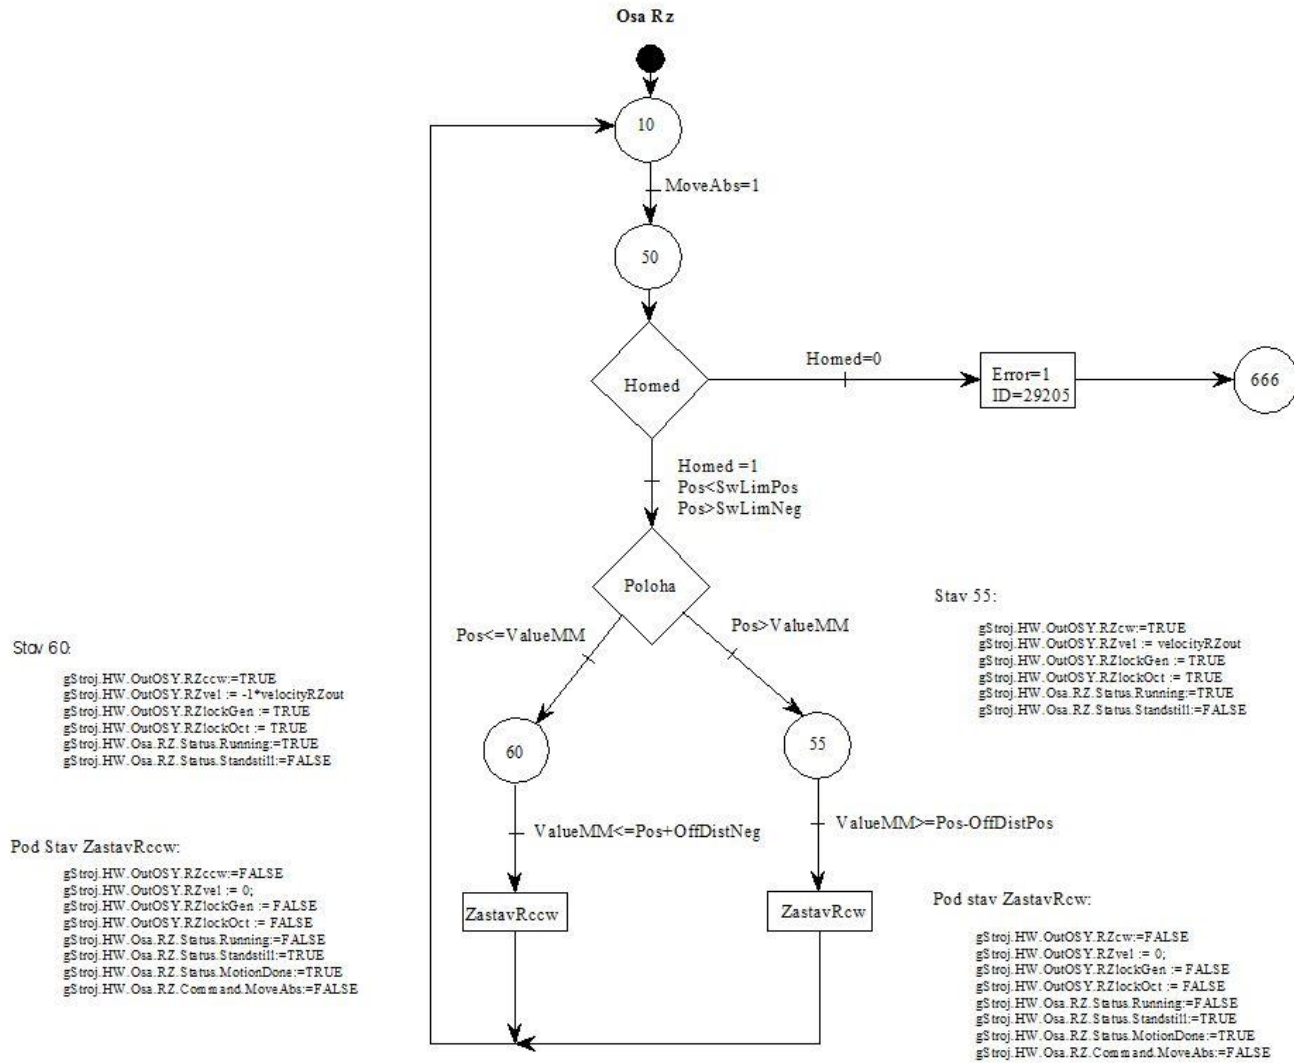 Osa Rz
10
MoveAbs=1
50
Homed
Homed=0
Error=1
ID=29205
666
Homed =1
Pos<SwLimPos
Pos>SwLimNeg
Poloha
Pos<=ValueMM
Pos>ValueMM
Stav 55:
gStroj.HW.OutOSY.RZcw:=TRUE
gStroj.HW.OutOSY.RZvel := velocityRZout
gStroj.HW.OutOSY.RZlockGen := TRUE
gStroj.HW.OutOSY.RZlockOct := TRUE
gStroj.HW.Osa.RZ.Status.Running:=TRUE
gStroj.HW.Osa.RZ.Status.Standstill:=FALSE
Stav 60:
gStroj.HW.OutOSY.RZccw:=TRUE
gStroj.HW.OutOSY.RZvel := -1*velocityRZout
gStroj.HW.OutOSY.RZlockGen := TRUE
gStroj.HW.OutOSY.RZlockOct := TRUE
gStroj.HW.Osa.RZ.Status.Running:=TRUE
gStroj.HW.Osa.RZ.Status.Standstill:=FALSE
60
55
ValueMM<=Pos+OffDistNeg
ValueMM>=Pos-OffDistPos
Pod Stav ZastavRccw:
gStroj.HW.OutOSY.RZccw:=FALSE
gStroj.HW.OutOSY.RZvel := 0;
gStroj.HW.OutOSY.RZlockGen := FALSE
gStroj.HW.OutOSY.RZlockOct := FALSE
gStroj.HW.Osa.RZ.Status.Running:=FALSE
gStroj.HW.Osa.RZ.Status.Standstill:=TRUE
gStroj.HW.Osa.RZ.Status.MotionDone:=TRUE
gStroj.HW.Osa.RZ.Command.MoveAbs:=FALSE
ZastavRccw
ZastavRcw
Pod stav ZastavRcw:
gStroj.HW.OutOSY.RZcw:=FALSE
gStroj.HW.OutOSY.RZvel := 0;
gStroj.HW.OutOSY.RZlockGen := FALSE
gStroj.HW.OutOSY.RZlockOct := FALSE
gStroj.HW.Osa.RZ.Status.Running:=FALSE
gStroj.HW.Osa.RZ.Status.Standstill:=TRUE
gStroj.HW.Osa.RZ.Status.MotionDone:=TRUE
gStroj.HW.Osa.RZ.Command.MoveAbs:=FALSE